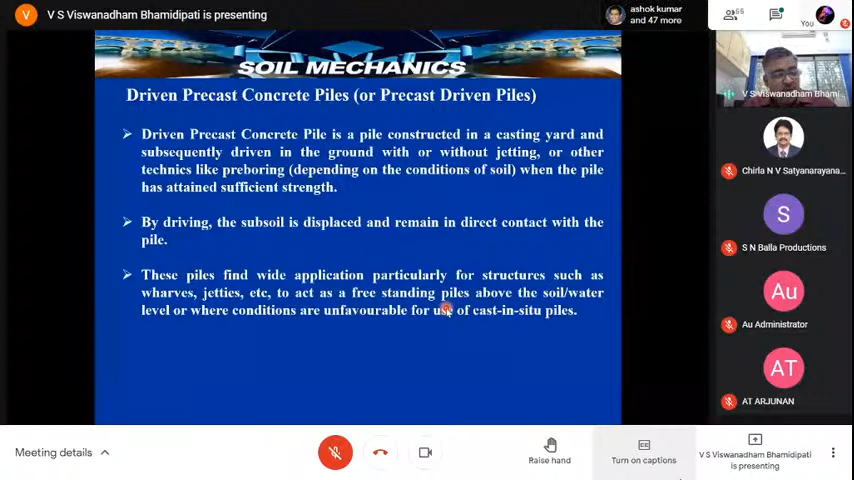 V
V S Viswanadham Bhamidipati is presenting
ashok kumar
and 47 more
You
SOIL MECHANICS
Driven Precast Concrete Piles (or Precast Driven Piles)
➢ Driven Precast Concrete Pile is a pile constructed in a casting yard and
subsequently driven in the ground with or without jetting, or other
technics like preboring (depending on the conditions of soil) when the pile
has attained sufficient strength.
➢ By driving, the subsoil is displaced and remain in direct contact with the
pile.
➢ These piles find wide application particularly for structures such as
wharves, jetties, etc, to act as a free standing piles above the soil/water
level or where conditions are unfavourable for use of cast-in-situ piles.
V S Viswanadham Bhami...
Chirla N V Satyanarayana...
S
S N Balla Productions
Au
Au Administrator
AT
AT ARJUNAN
Meeting details
Raise hand
Turn on captions
V S Viswanadham Bhamidipati
is presenting